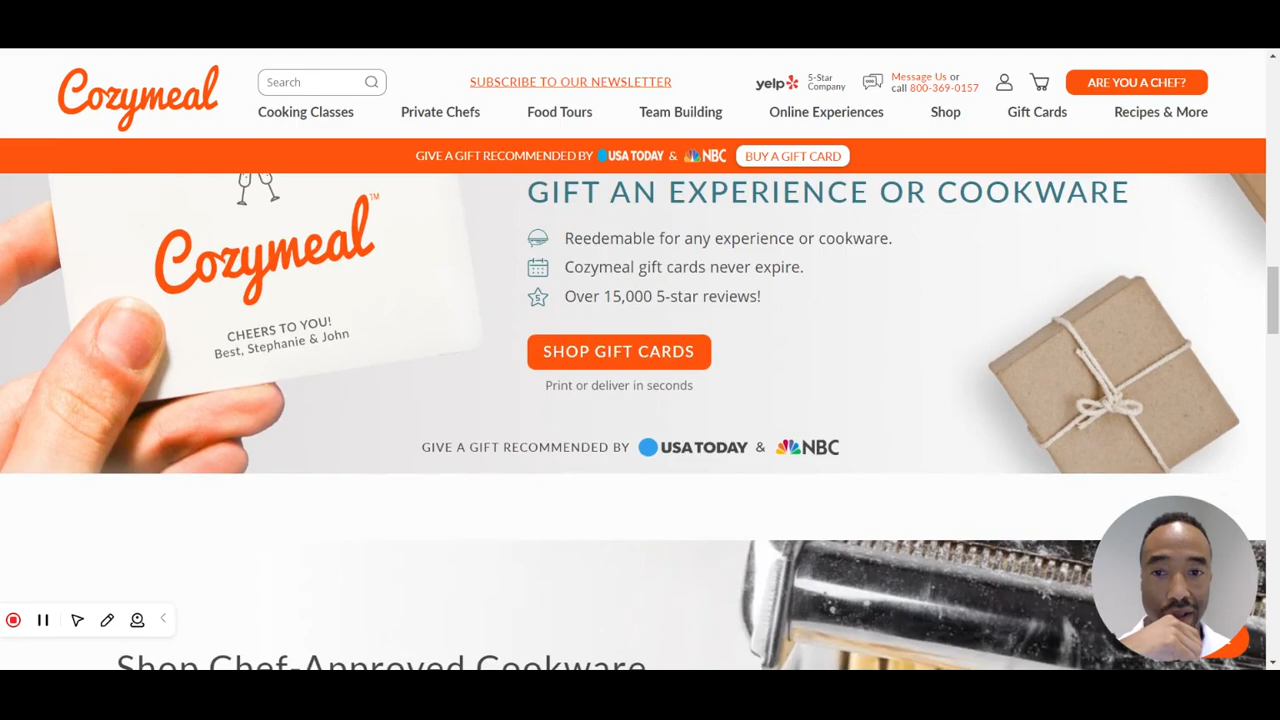 Cozymeal
Search
SUBSCRIBE TO OUR NEWSLETTER
yelp
5-Star
Company
Message Us or
call 800-369-0157
ARE YOU A CHEF?
Cooking Classes
Private Chefs
Food Tours
Team Building
Online Experiences
Shop
Gift Cards
Recipes & More
GIVE A GIFT RECOMMENDED BY USA TODAY & NBC
BUY A GIFT CARD
Cozymeal™
CHEERS TO YOU!
Best, Stephanie & John
GIFT AN EXPERIENCE OR COOKWARE
Reedemable for any experience or cookware.
Cozymeal gift cards never expire.
5
Over 15,000 5-star reviews!
SHOP GIFT CARDS
Print or deliver in seconds
GIVE A GIFT RECOMMENDED BY USA TODAY & NBC
Shop Chef-Approved Cookware